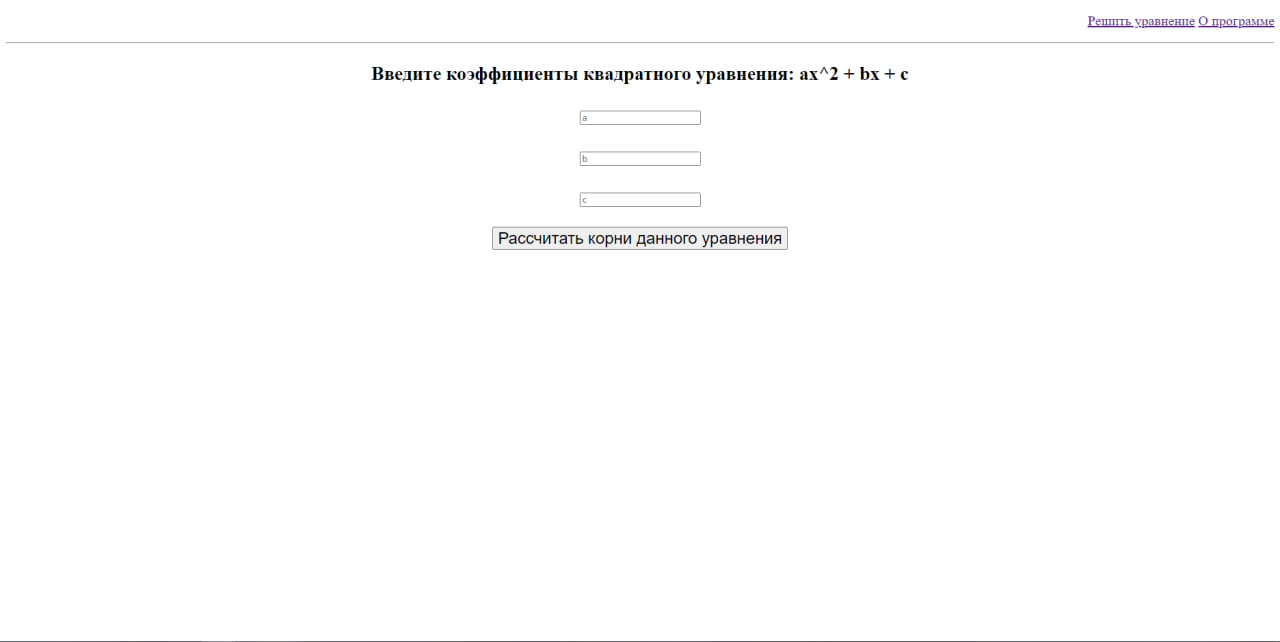 Решить уравнение О программе
Введите коэффициенты квадратного уравнения: ax^2 + bx + c
a
b
c
Рассчитать корни данного уравнения